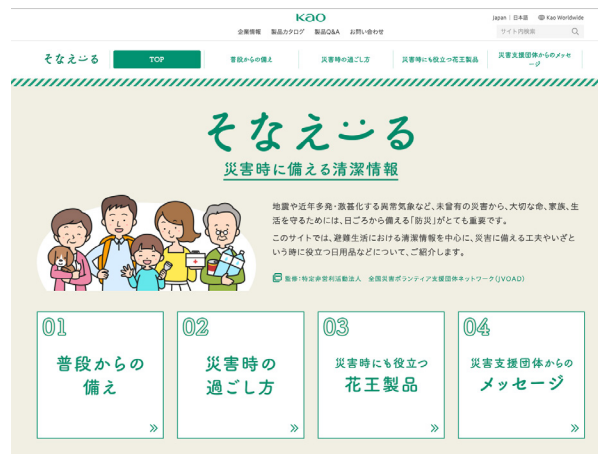 Kao
Japan | 日本語 Kao Worldwide
企業情報 製品カタログ 製品Q&A お問い合わせ
サイト内検索
そなえーる TOP 普段からの備え 災害時の過ごし方 災害時にも役立つ花王製品 災害支援団体からのメッセージ
そなえーる
災害時に備える清潔情報
地震や近年多発・激甚化する異常気象など、未曾有の災害から、大切な命、家族、生
活を守るためには、日ごろから備える「防災」がとても重要です。
このサイトでは、避難生活における清潔情報を中心に、災害に備える工夫やいざと
いう時に役立つ日用品などについて、ご紹介します。
監修:特定非営利活動法人 全国災害ボランティア支援団体ネットワーク(JVOAD)
01
普段からの
備え
02
災害時の
過ごし方
03
災害時にも役立つ
花王製品
04
災害支援団体からの
メッセージ